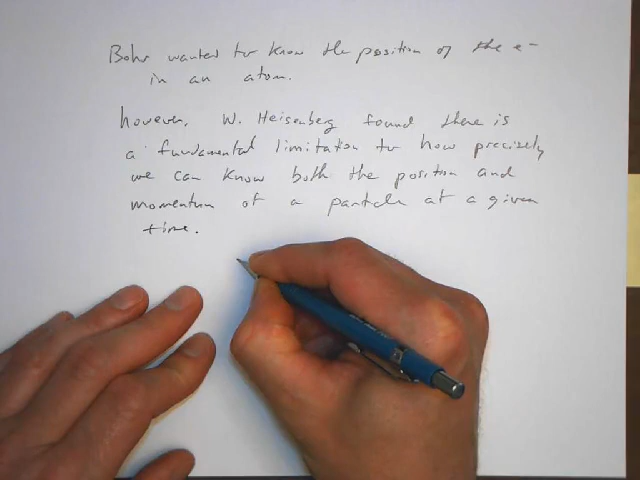 Bohr wanted to know the position of the e-
in an atom.
however, W. Heisenberg found there is
a fundamental limitation to how precisely
we can know both the position and
momentum of a particle at a given
time.